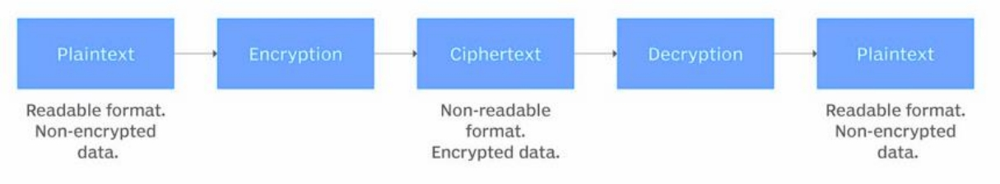 Plaintext
Encryption
Ciphertext
Decryption
Plaintext
Readable format.
Non-encrypted
data.
Non-readable
format.
Encrypted data.
Readable format.
Non-encrypted
data.